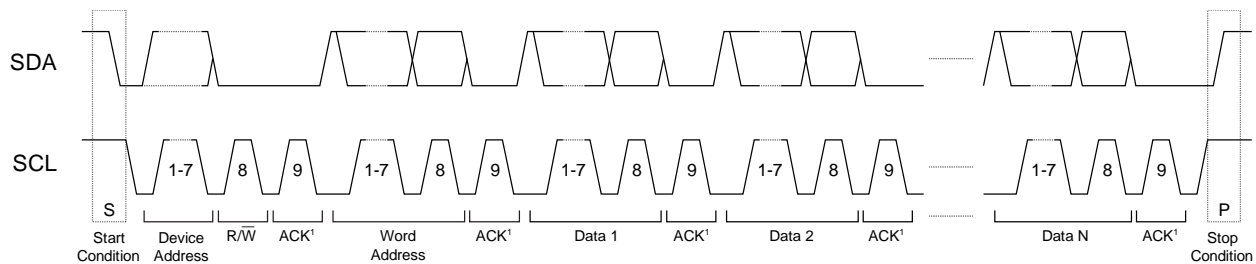 SDA
SCL
1-7 8 9 1-7 8 9 1-7 8 9 1-7 8 9 1-7 8 9
S P
Start Condition Device Address R/W̅ ACK¹ Word Address ACK¹ Data 1 ACK¹ Data 2 ACK¹ Data N ACK¹ Stop Condition